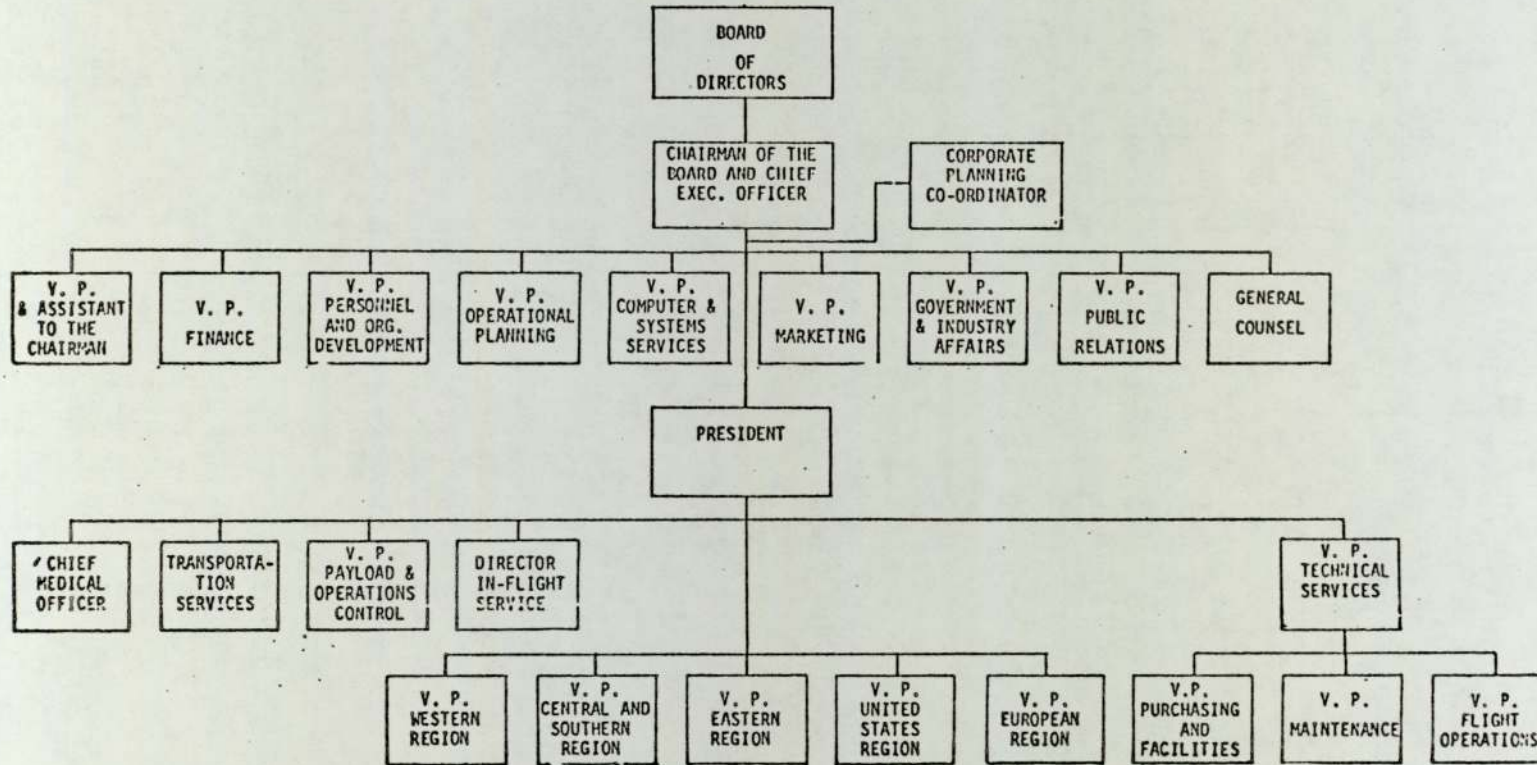 BOARD
OF
DIRECTORS
CHAIRMAN OF THE
BOARD AND CHIEF
EXEC. OFFICER
CORPORATE
PLANNING
CO-ORDINATOR
V. P.
& ASSISTANT
TO THE
CHAIRMAN
V. P.
FINANCE
V. P.
PERSONNEL
AND ORG.
DEVELOPMENT
V. P.
OPERATIONAL
PLANNING
V. P.
COMPUTER &
SYSTEMS
SERVICES
V. P.
MARKETING
V. P.
GOVERNMENT
& INDUSTRY
AFFAIRS
V. P.
PUBLIC
RELATIONS
GENERAL
COUNSEL
PRESIDENT
CHIEF
MEDICAL
OFFICER
TRANSPORTA-
TION
SERVICES
V. P.
PAYLOAD &
OPERATIONS
CONTROL
DIRECTOR
IN-FLIGHT
SERVICE
V. P.
TECHNICAL
SERVICES
V. P.
WESTERN
REGION
V. P.
CENTRAL AND
SOUTHERN
REGION
V. P.
EASTERN
REGION
V. P.
UNITED
STATES
REGION
V. P.
EUROPEAN
REGION
V.P.
PURCHASING
AND
FACILITIES
V. P.
MAINTENANCE
V. P.
FLIGHT
OPERATIONS